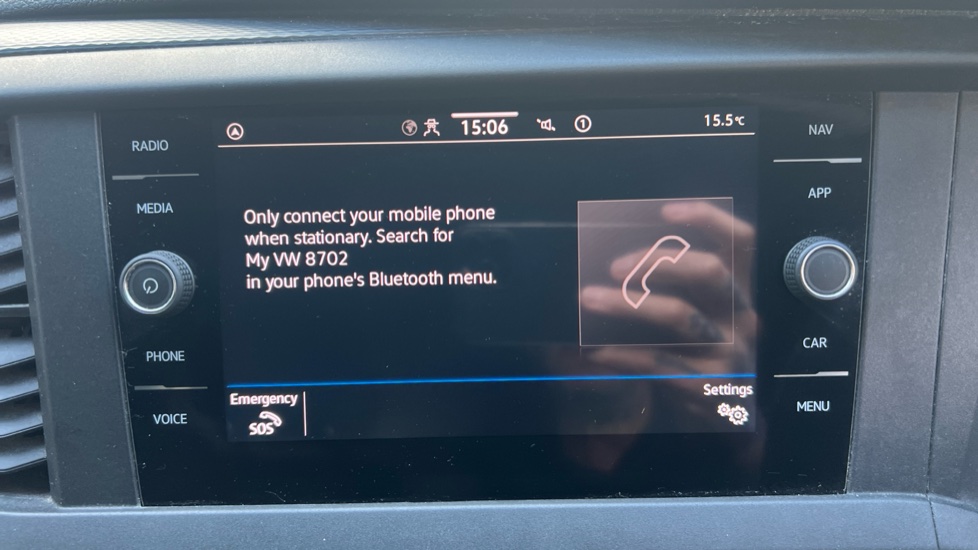 15:06
1
15.5°C
RADIO
MEDIA
PHONE
VOICE
Only connect your mobile phone
when stationary. Search for
My VW 8702
in your phone's Bluetooth menu.
Emergency
SOS
Settings
NAV
APP
CAR
MENU